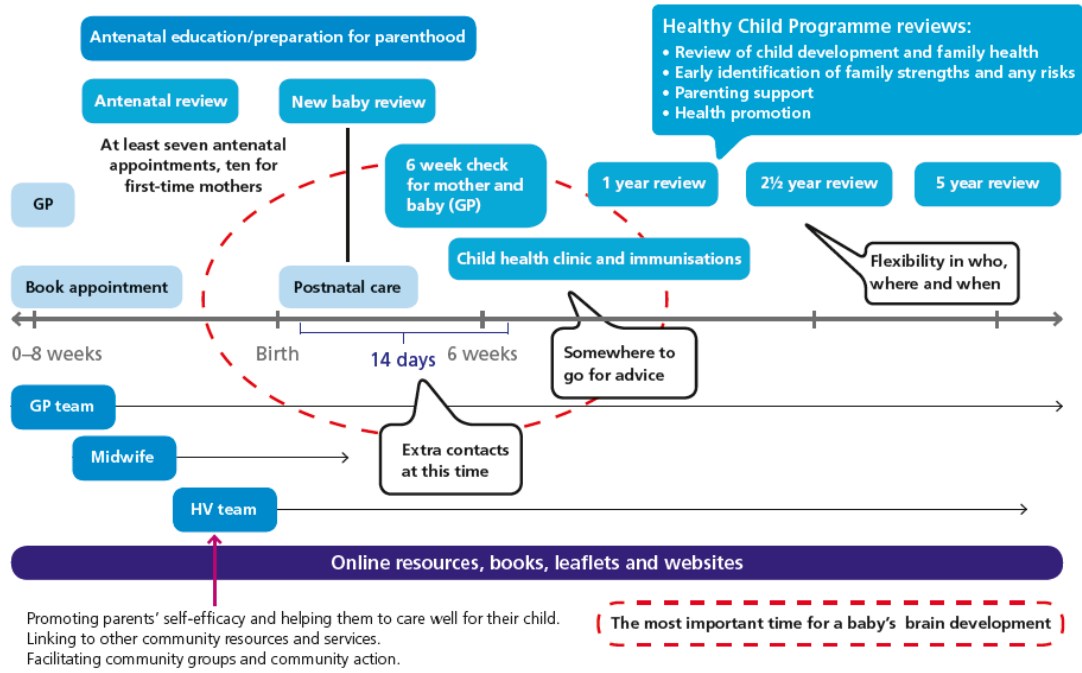 Antenatal education/preparation for parenthood
Healthy Child Programme reviews:
• Review of child development and family health
• Early identification of family strengths and any risks
• Parenting support
• Health promotion
Antenatal review
New baby review
At least seven antenatal
appointments, ten for
first-time mothers
6 week check
for mother and
baby (GP)
1 year review
2½ year review
5 year review
GP
Child health clinic and immunisations
Flexibility in who,
where and when
Book appointment
Postnatal care
0–8 weeks
Birth
14 days
6 weeks
Somewhere to
go for advice
GP team
Midwife
Extra contacts
at this time
HV team
Online resources, books, leaflets and websites
Promoting parents’ self-efficacy and helping them to care well for their child.
Linking to other community resources and services.
Facilitating community groups and community action.
The most important time for a baby’s brain development